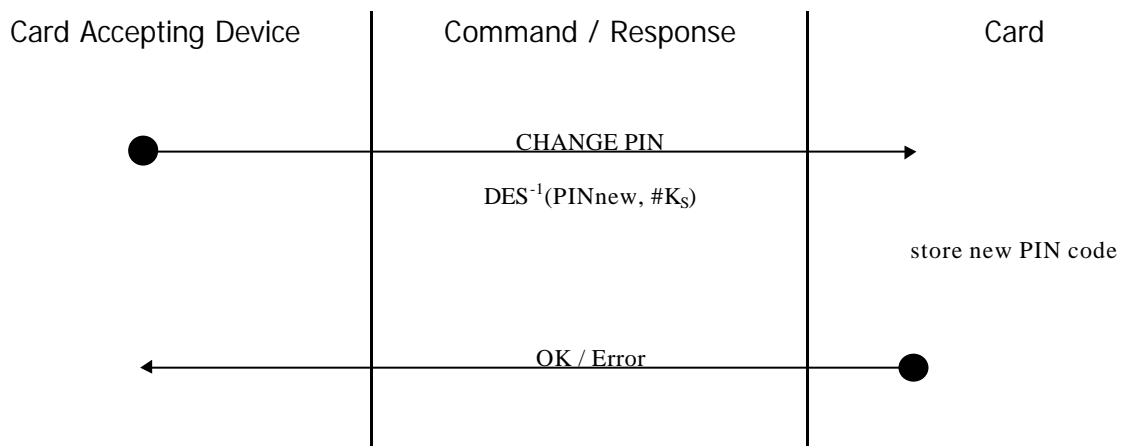 Card Accepting Device Command / Response Card
CHANGE PIN
DES⁻¹(PINnew, #Kₛ)
store new PIN code
OK / Error